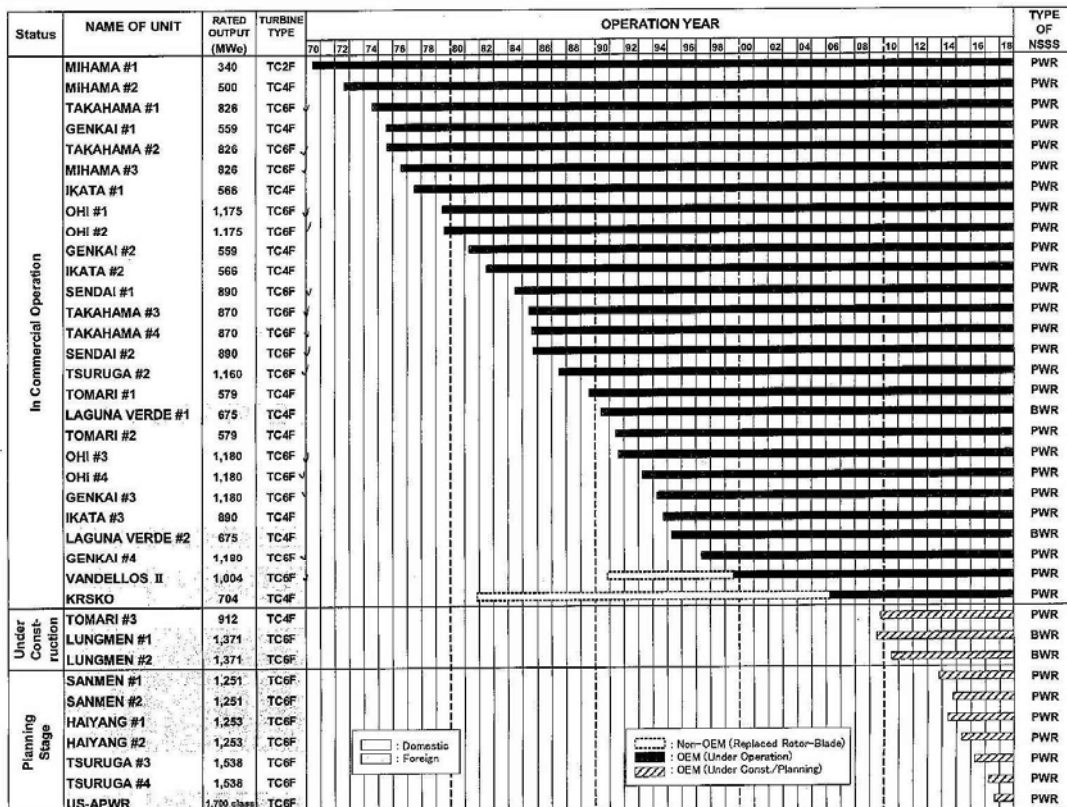 Status NAME OF UNIT RATED OUTPUT (MWe) TURBINE TYPE OPERATION YEAR TYPE OF NSSS
70 72 74 76 78 80 82 84 86 88 90 92 94 96 98 00 02 04 06 08 10 12 14 16 18
In Commercial Operation
MIHAMA #1 340 TC2F PWR
MIHAMA #2 500 TC4F PWR
TAKAHAMA #1 826 TC6F PWR
GENKAI #1 559 TC4F PWR
TAKAHAMA #2 826 TC6F PWR
MIHAMA #3 826 TC6F PWR
IKATA #1 566 TC4F PWR
OHI #1 1,175 TC6F PWR
OHI #2 1,175 TC6F PWR
GENKAI #2 559 TC4F PWR
IKATA #2 566 TC4F PWR
SENDAI #1 890 TC6F PWR
TAKAHAMA #3 870 TC6F PWR
TAKAHAMA #4 870 TC6F PWR
SENDAI #2 890 TC6F PWR
TSURUGA #2 1,160 TC6F PWR
TOMARI #1 579 TC4F PWR
LAGUNA VERDE #1 675 TC4F BWR
TOMARI #2 579 TC4F PWR
OHI #3 1,180 TC6F PWR
OHI #4 1,180 TC6F PWR
GENKAI #3 1,180 TC6F PWR
IKATA #3 890 TC4F PWR
LAGUNA VERDE #2 675 TC4F BWR
GENKAI #4 1,180 TC6F PWR
VANDELLOS II 1,004 TC6F PWR
KRSKO 704 TC4F PWR
Under Const-ruction
TOMARI #3 912 TC4F PWR
LUNGMEN #1 1,371 TC6F BWR
LUNGMEN #2 1,371 TC6F BWR
Planning Stage
SANMEN #1 1,251 TC6F PWR
SANMEN #2 1,251 TC6F PWR
HAIYANG #1 1,253 TC6F PWR
HAIYANG #2 1,253 TC6F PWR
TSURUGA #3 1,538 TC6F PWR
TSURUGA #4 1,538 TC6F PWR
US-APWR 1,700 class TC6F PWR
: Domestic
: Foreign
: Non-OEM (Replaced Rotor-Blade)
: OEM (Under Operation)
: OEM (Under Const./Planning)